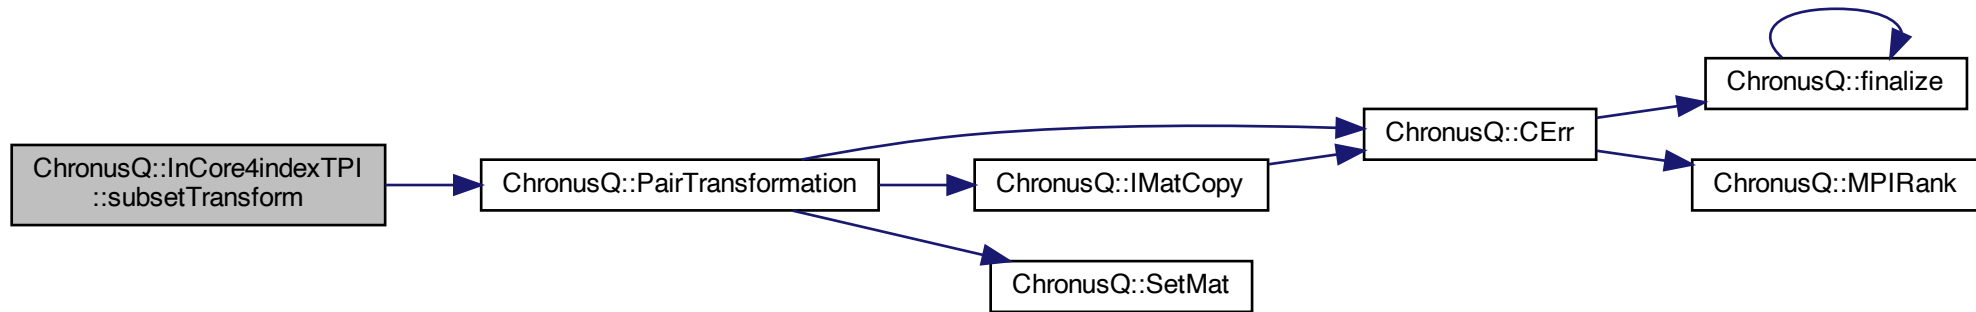 ChronusQ::InCore4indexTPI
::subsetTransform
ChronusQ::PairTransformation
ChronusQ::IMatCopy
ChronusQ::SetMat
ChronusQ::CErr
ChronusQ::finalize
ChronusQ::MPIRank